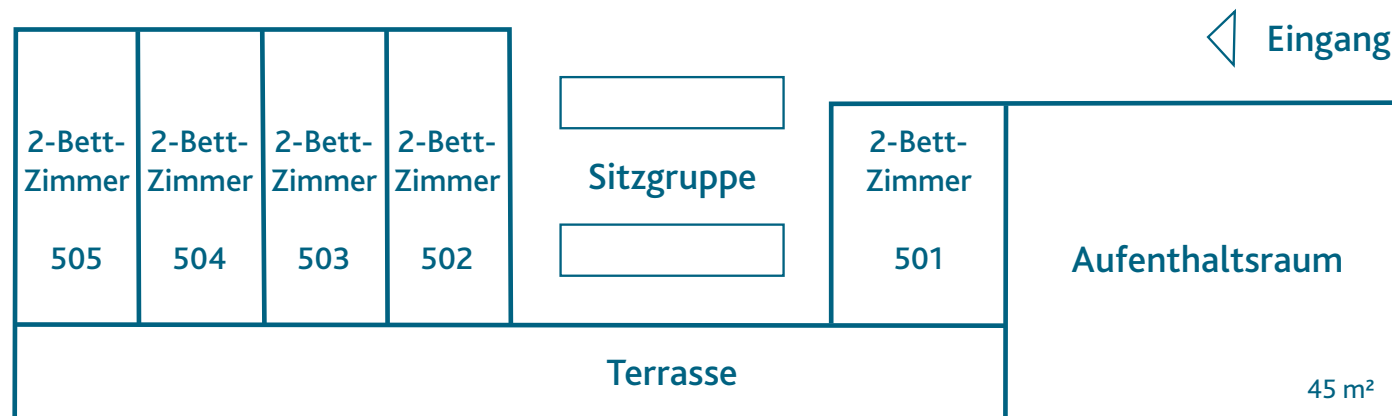 Eingang
2-Bett-
Zimmer
505
2-Bett-
Zimmer
504
2-Bett-
Zimmer
503
2-Bett-
Zimmer
502
Sitzgruppe
2-Bett-
Zimmer
501
Aufenthaltsraum
45 m²
Terrasse